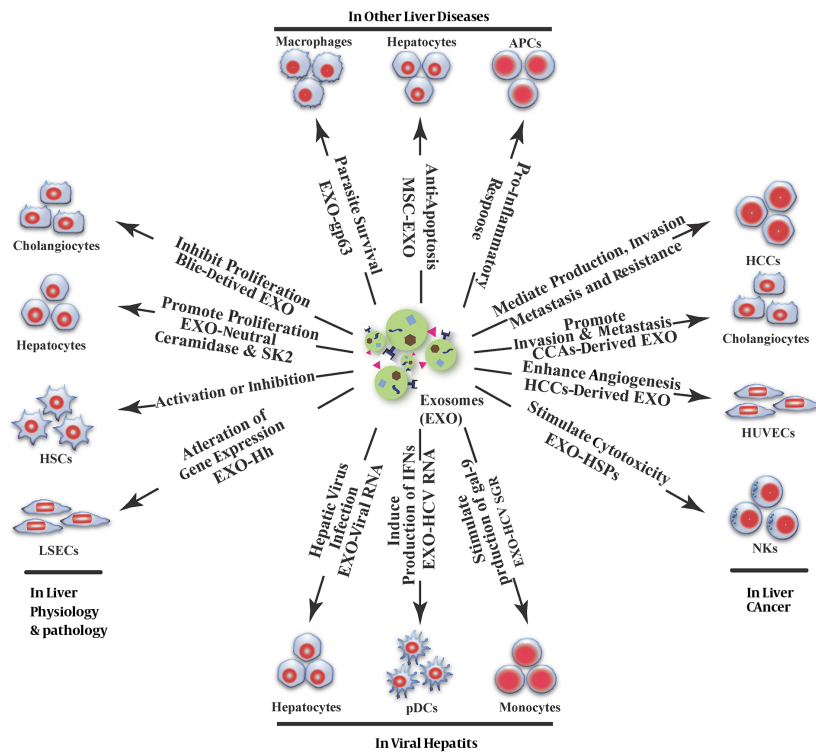 In Other Liver Diseases
Macrophages
Hepatocytes
APCs
Parasite Survival
EXO-gp63
Anti-Apoptosis
MSC-EXO
Pro-Inflammatory
Respoose
Cholangiocytes
Inhibit Proliferation
Blie-Detived EXO
Hepatocytes
Promote Proliferation
EXO-Neutral
Ceramidase & SK2
HSCs
Activation or Inhibition
LSECs
Atleration of
Gene Expression
EXO-Hh
In Liver
Physiology
& pathology
Exosomes
(EXO)
Mediate Production, Invasion
Metastasis and Resistance
HCCs
Promote
Invasion & Metastasis
CCAs-Derived EXO
Cholangiocytes
Enhance Angiogenesis
HCCs-Derived EXO
HUVECs
Stimulate Cytotoxicity
EXO-HSPs
NKs
In Liver
CAncer
Hepatic Virus
Infection
EXO-Viral RNA
Induce
Production of IFNs
EXO-HCV RNA
Stimulate
prduction of gal-9
EXO-HCV SGR
Hepatocytes
pDCs
Monocytes
In Viral Hepatits